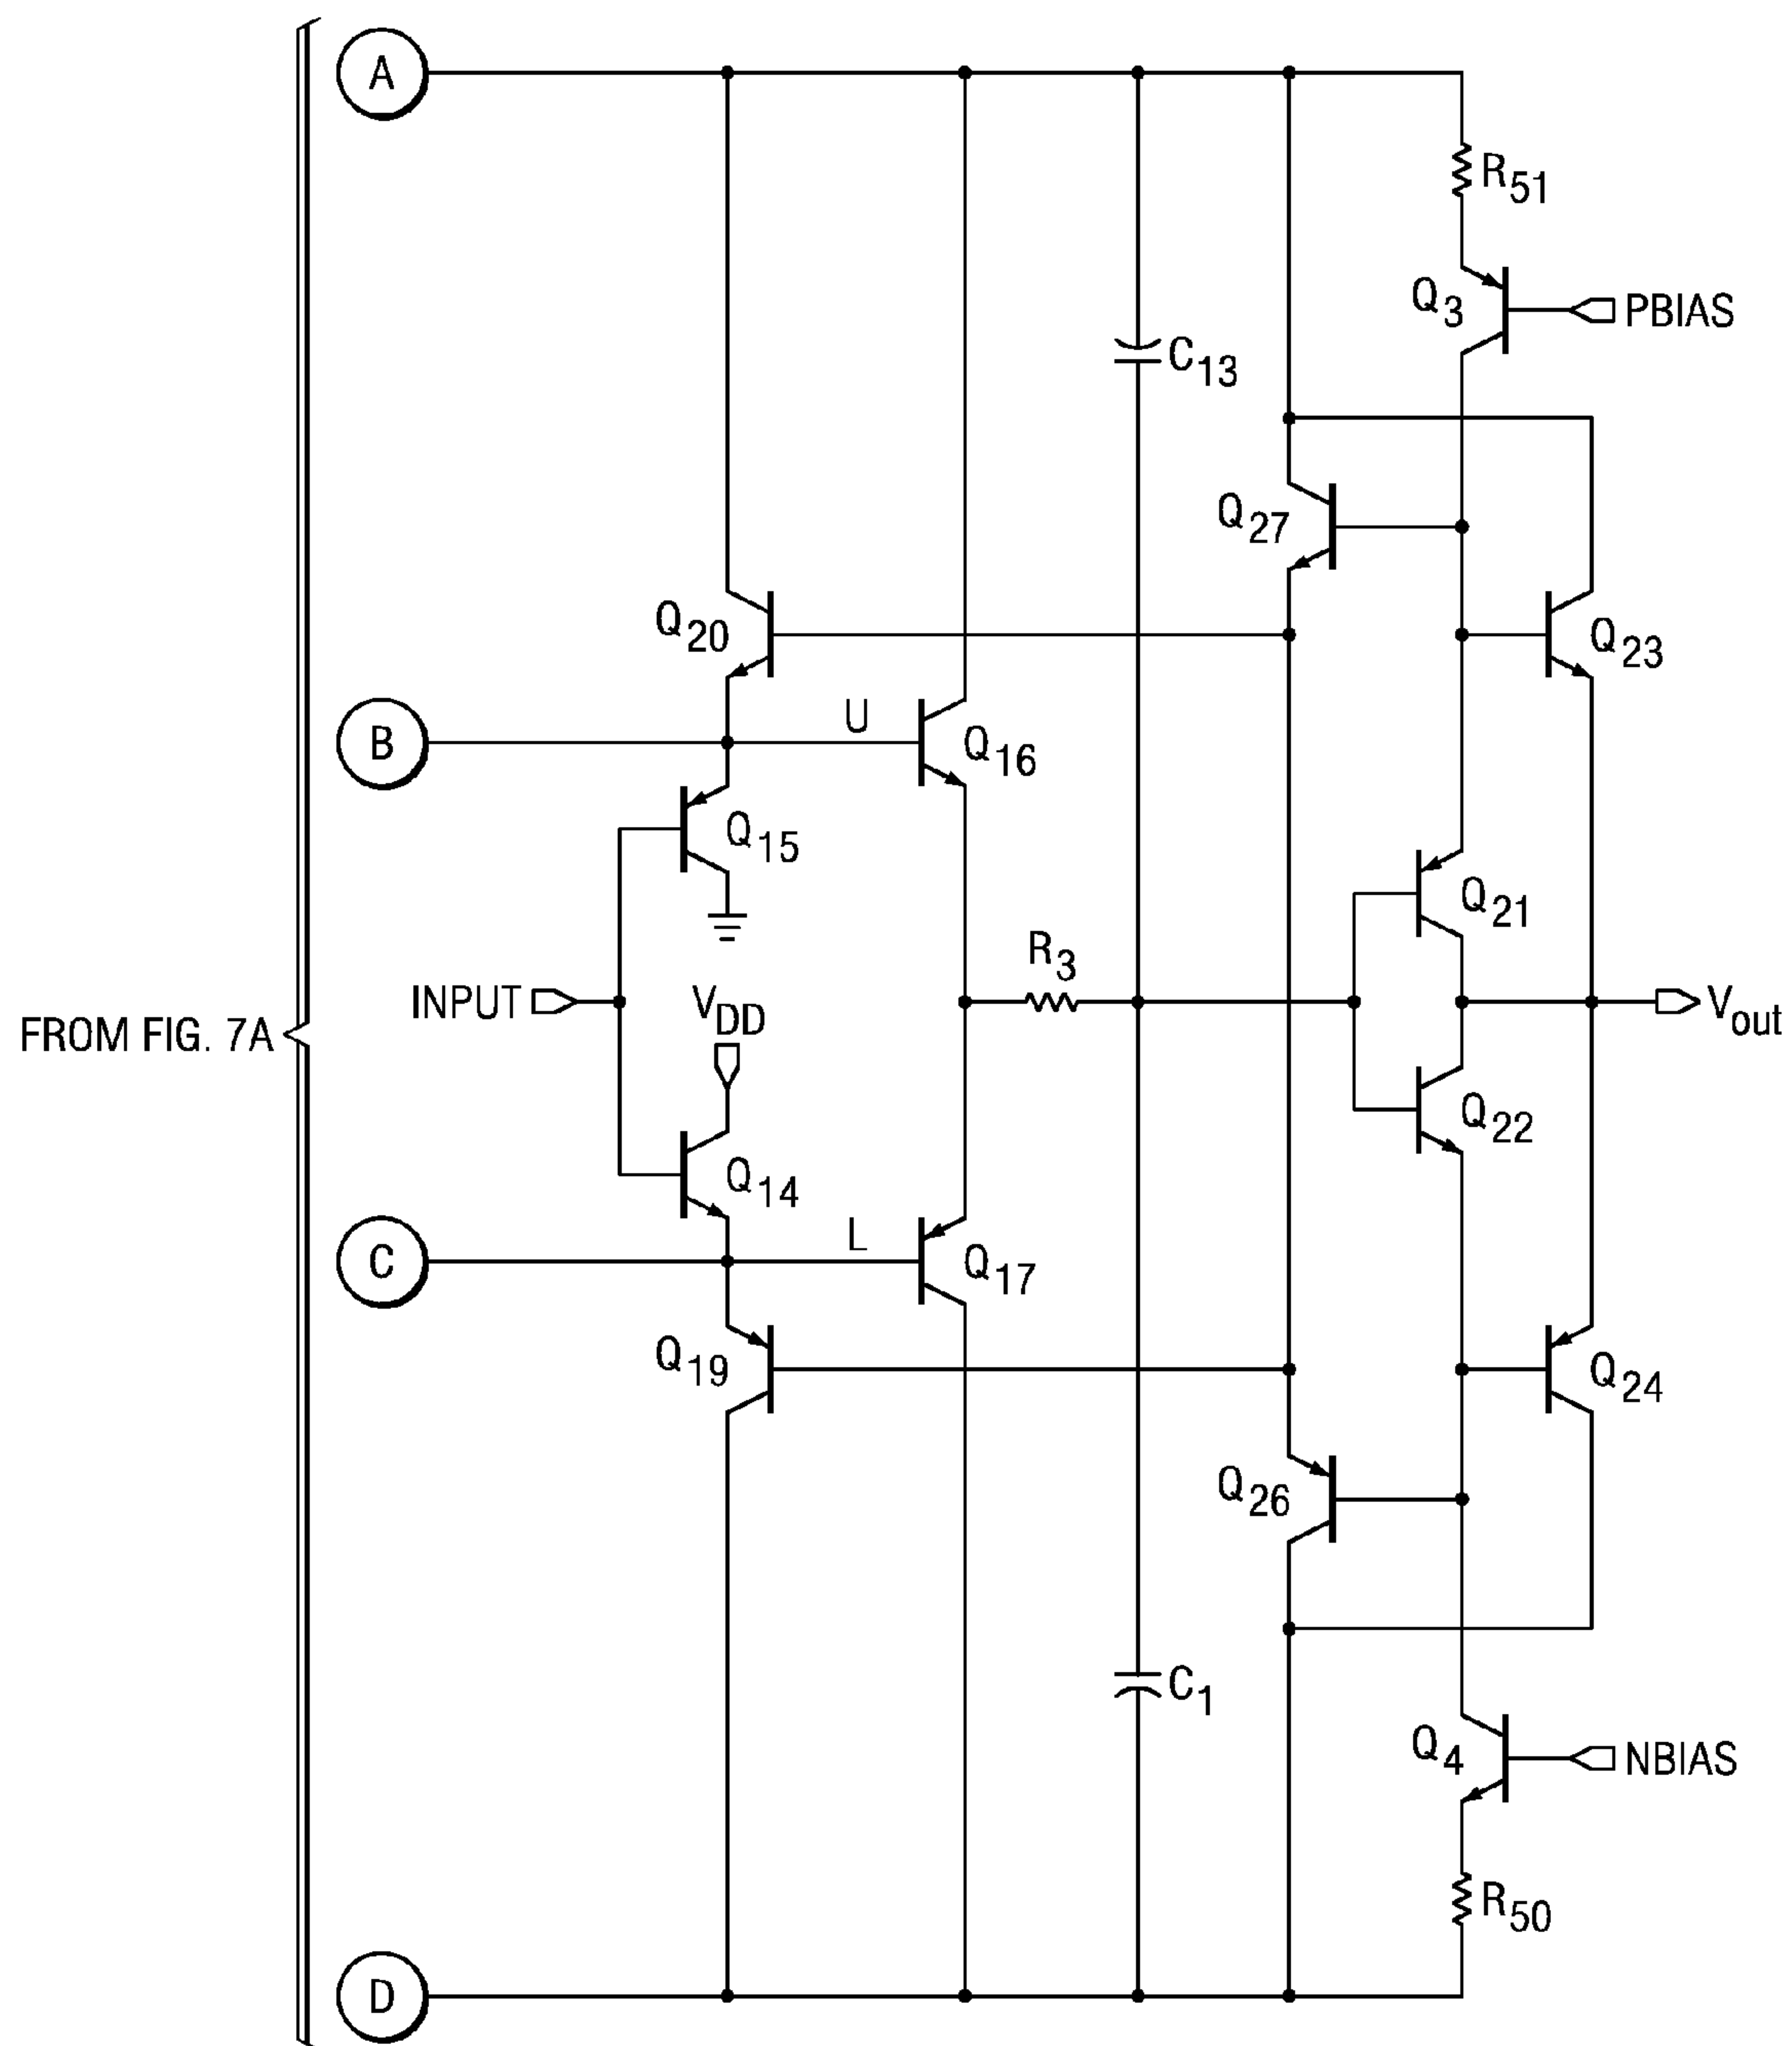 A
R51
Q3
PBIAS
C13
Q27
Q20
Q23
B
U
Q16
Q15
Q21
R3
INPUT
VDD
Vout
FROM FIG. 7A
Q22
Q14
C
L
Q17
Q19
Q24
Q26
C1
Q4
NBIAS
R50
D